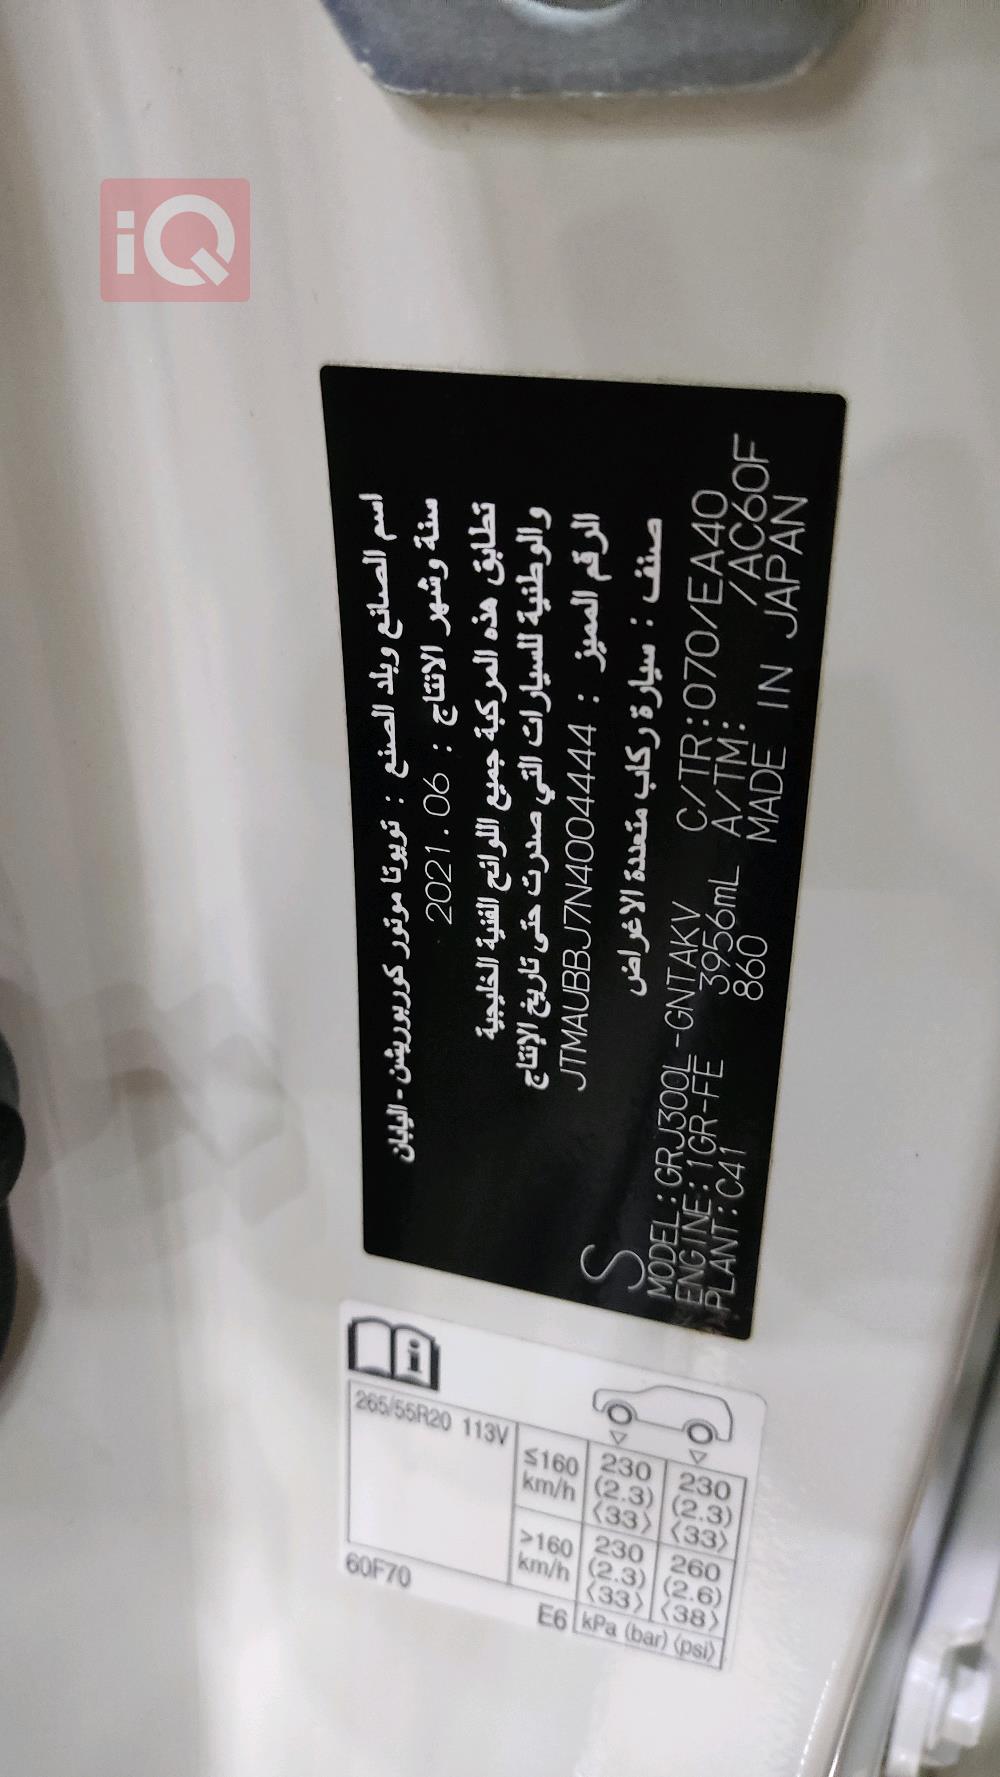 iQ
اسم الصانع وبلد الصنع : تويوتا موتور كوربوريشن - اليابان
سنة وشهر الانتاج : 2021.06
تطابق هذه المركبة جميع اللوائح الفنية الخليجية
والوطنية للسيارات التي صدرت حتى تاريخ الإنتاج
الرقم المميز : JTMAUBBJ7N4004444
صنف : سيارة ركاب متعددة الاغراض
S
MODEL:GRJ300L-GNTAKV C/TR:070/EA40
ENGINE:1GR-FE 3956mL A/TM: /AC60F
PLANT:C41 860 MADE IN JAPAN
265/55R20 113V
≤160 km/h 230 (2.3) ⟨33⟩ 230 (2.3) ⟨33⟩
>160 km/h 230 (2.3) ⟨33⟩ 260 (2.6) ⟨38⟩
60F70 E6 kPa (bar) ⟨psi⟩